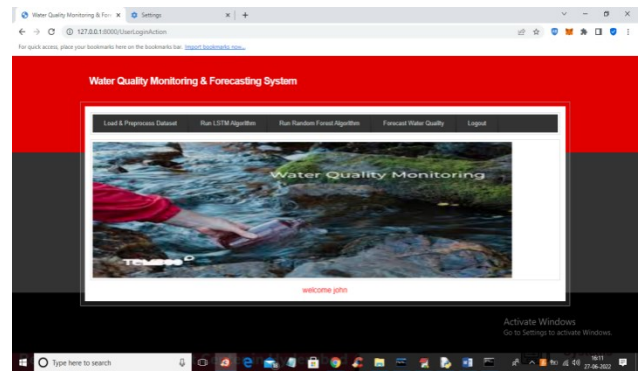 Water Quality Monitoring & For
Settings
127.0.0.1:8000/UserLoginAction
For quick access, place your bookmarks here on the bookmarks bar. Import bookmarks now...
Water Quality Monitoring & Forecasting System
Load & Preprocess Dataset Run LSTM Algorithm Run Random Forest Algorithm Forecast Water Quality Logout
Water Quality Monitoring
welcome john
Activate Windows
Go to Settings to activate Windows.
Type here to search
16:11
27-06-2022